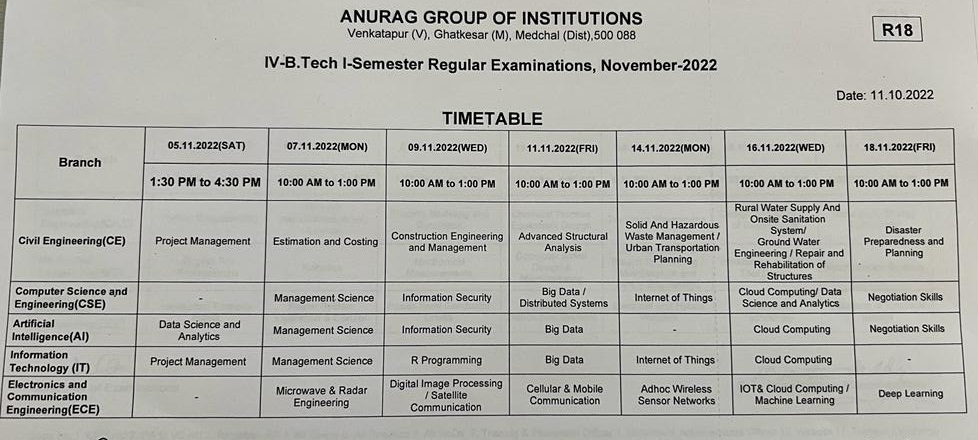 ANURAG GROUP OF INSTITUTIONS
Venkatapur (V), Ghatkesar (M), Medchal (Dist),500 088
R18
IV-B.Tech I-Semester Regular Examinations, November-2022
Date: 11.10.2022
TIMETABLE
Branch
05.11.2022(SAT)
07.11.2022(MON)
09.11.2022(WED)
11.11.2022(FRI)
14.11.2022(MON)
16.11.2022(WED)
18.11.2022(FRI)
1:30 PM to 4:30 PM
10:00 AM to 1:00 PM
10:00 AM to 1:00 PM
10:00 AM to 1:00 PM
10:00 AM to 1:00 PM
10:00 AM to 1:00 PM
10:00 AM to 1:00 PM
Civil Engineering(CE)
Project Management
Estimation and Costing
Construction Engineering
and Management
Advanced Structural
Analysis
Solid And Hazardous
Waste Management /
Urban Transportation
Planning
Rural Water Supply And
Onsite Sanitation
System/
Ground Water
Engineering / Repair and
Rehabilitation of
Structures
Disaster
Preparedness and
Planning
Computer Science and
Engineering(CSE)
-
Management Science
Information Security
Big Data /
Distributed Systems
Internet of Things
Cloud Computing/ Data
Science and Analytics
Negotiation Skills
Artificial
Intelligence(AI)
Data Science and
Analytics
Management Science
Information Security
Big Data
-
Cloud Computing
Negotiation Skills
Information
Technology (IT)
Project Management
Management Science
R Programming
Big Data
Internet of Things
Cloud Computing
-
Electronics and
Communication
Engineering(ECE)
-
Microwave & Radar
Engineering
Digital Image Processing
/ Satellite
Communication
Cellular & Mobile
Communication
Adhoc Wireless
Sensor Networks
IOT& Cloud Computing /
Machine Learning
Deep Learning